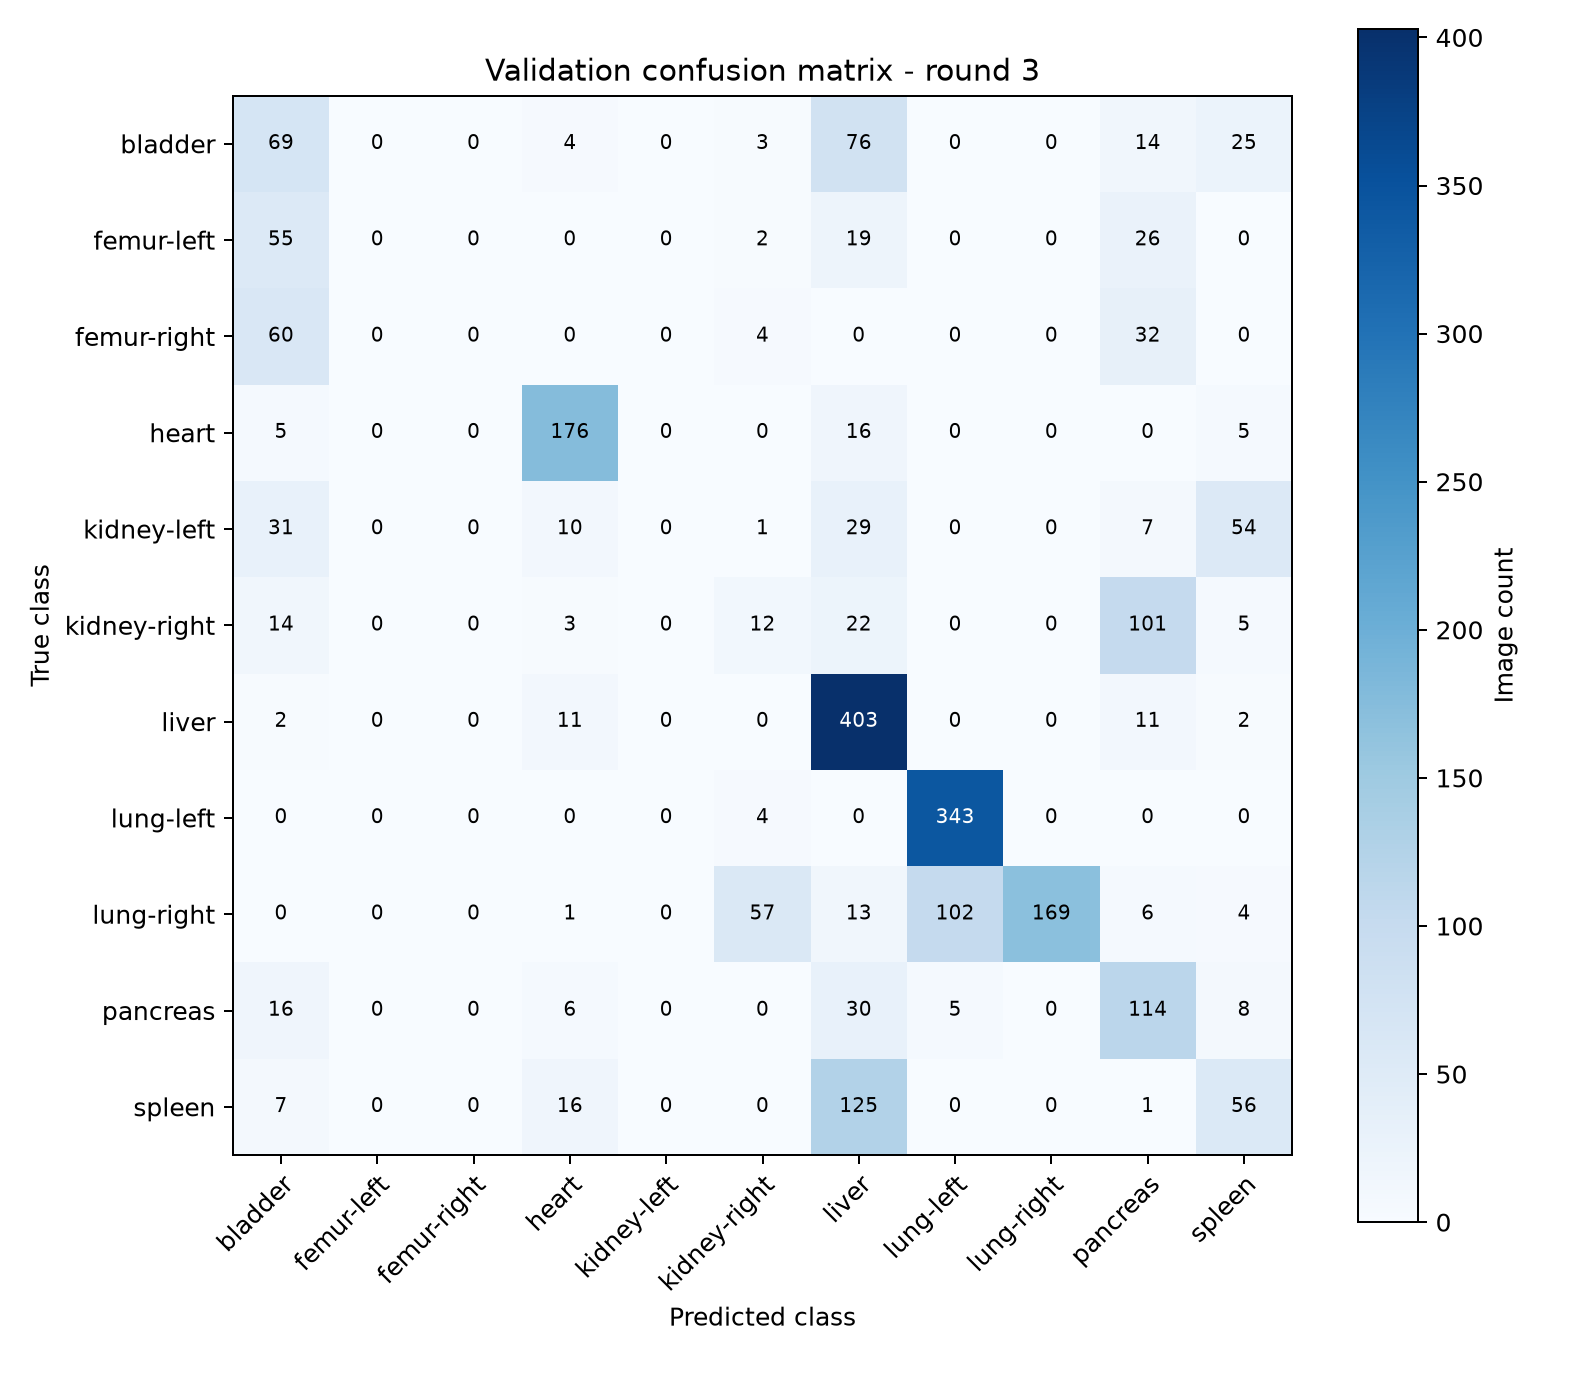 Validation confusion matrix - round 3
bladder 69 0 0 4 0 3 76 0 0 14 25
femur-left 55 0 0 0 0 2 19 0 0 26 0
femur-right 60 0 0 0 0 4 0 0 0 32 0
heart 5 0 0 176 0 0 16 0 0 0 5
kidney-left 31 0 0 10 0 1 29 0 0 7 54
kidney-right 14 0 0 3 0 12 22 0 0 101 5
liver 2 0 0 11 0 0 403 0 0 11 2
lung-left 0 0 0 0 0 4 0 343 0 0 0
lung-right 0 0 0 1 0 57 13 102 169 6 4
pancreas 16 0 0 6 0 0 30 5 0 114 8
spleen 7 0 0 16 0 0 125 0 0 1 56
bladder femur-left femur-right heart kidney-left kidney-right liver lung-left lung-right pancreas spleen
Predicted class
True class
400
350
300
250
200
150
100
50
0
Image count